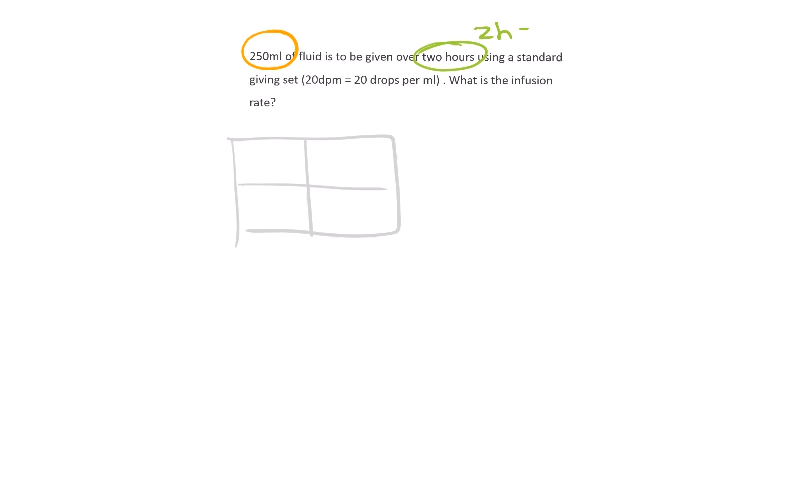 2h =
250ml of fluid is to be given over two hours using a standard
giving set (20dpm = 20 drops per ml) . What is the infusion
rate?